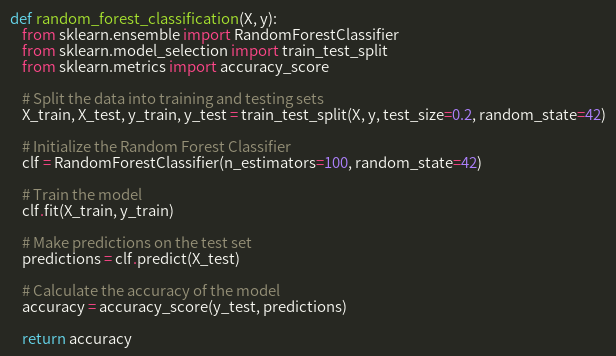 def random_forest_classification(X, y):
    from sklearn.ensemble import RandomForestClassifier
    from sklearn.model_selection import train_test_split
    from sklearn.metrics import accuracy_score

    # Split the data into training and testing sets
    X_train, X_test, y_train, y_test = train_test_split(X, y, test_size=0.2, random_state=42)

    # Initialize the Random Forest Classifier
    clf = RandomForestClassifier(n_estimators=100, random_state=42)

    # Train the model
    clf.fit(X_train, y_train)

    # Make predictions on the test set
    predictions = clf.predict(X_test)

    # Calculate the accuracy of the model
    accuracy = accuracy_score(y_test, predictions)

    return accuracy